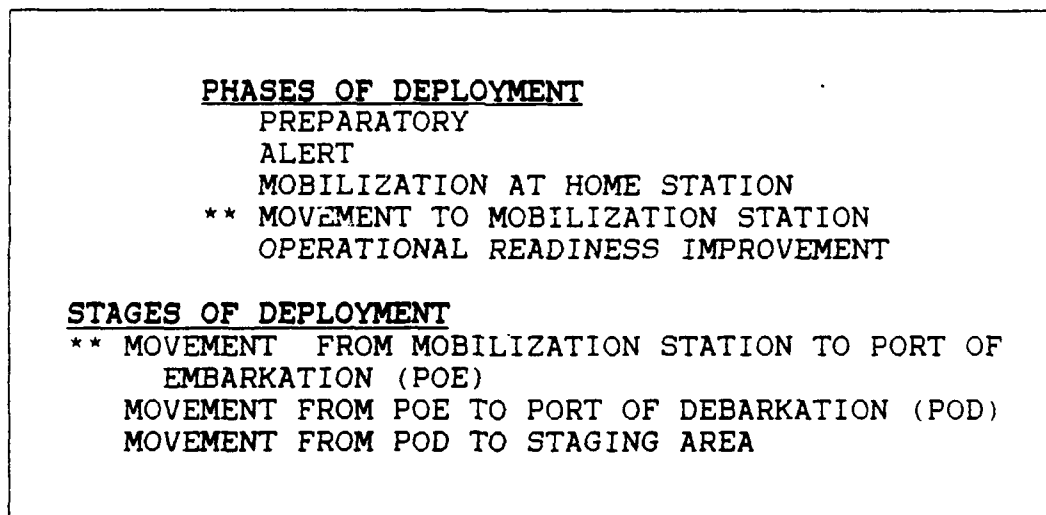 PHASES OF DEPLOYMENT
PREPARATORY
ALERT
MOBILIZATION AT HOME STATION
** MOVEMENT TO MOBILIZATION STATION
OPERATIONAL READINESS IMPROVEMENT
STAGES OF DEPLOYMENT
** MOVEMENT FROM MOBILIZATION STATION TO PORT OF
EMBARKATION (POE)
MOVEMENT FROM POE TO PORT OF DEBARKATION (POD)
MOVEMENT FROM POD TO STAGING AREA